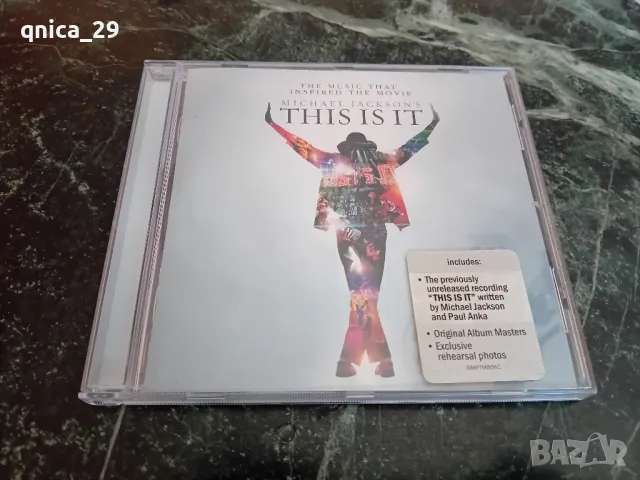 qnica_29
THE MUSIC THAT
INSPIRED THE MOVIE
MICHAEL JACKSON'S
THIS IS IT
includes:
• The previously
unreleased recording
"THIS IS IT" written
by Michael Jackson
and Paul Anka
• Original Album Masters
• Exclusive
rehearsal photos
BAZAR